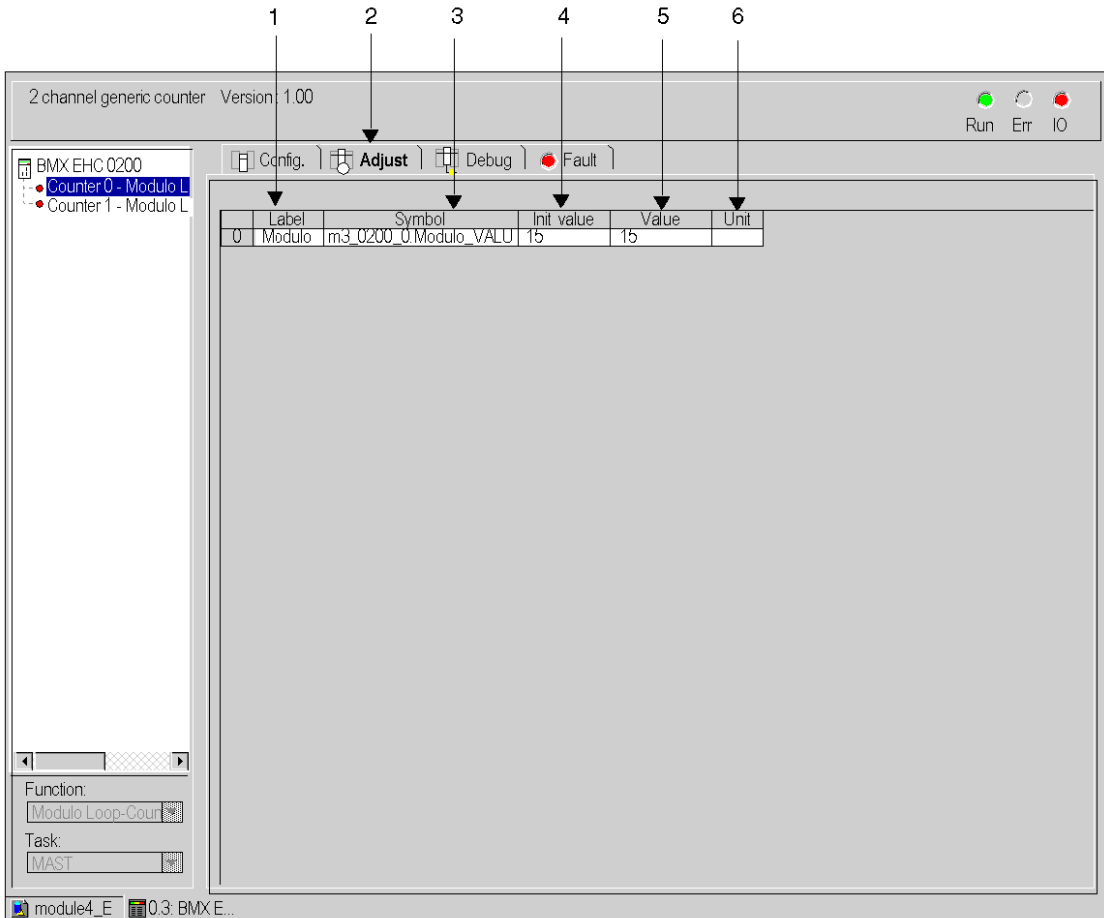 1 2 3 4 5 6
2 channel generic counter Version: 1.00
Run Err IO
BMX EHC 0200
Counter 0 - Modulo L
Counter 1 - Modulo L
Config. Adjust Debug Fault
Label Symbol Init value Value Unit
0 Modulo m3_0200_0.Modulo_VALU 15 15
Function:
Modulo Loop-Coun
Task:
MAST
module4_E 0.3: BMX E...